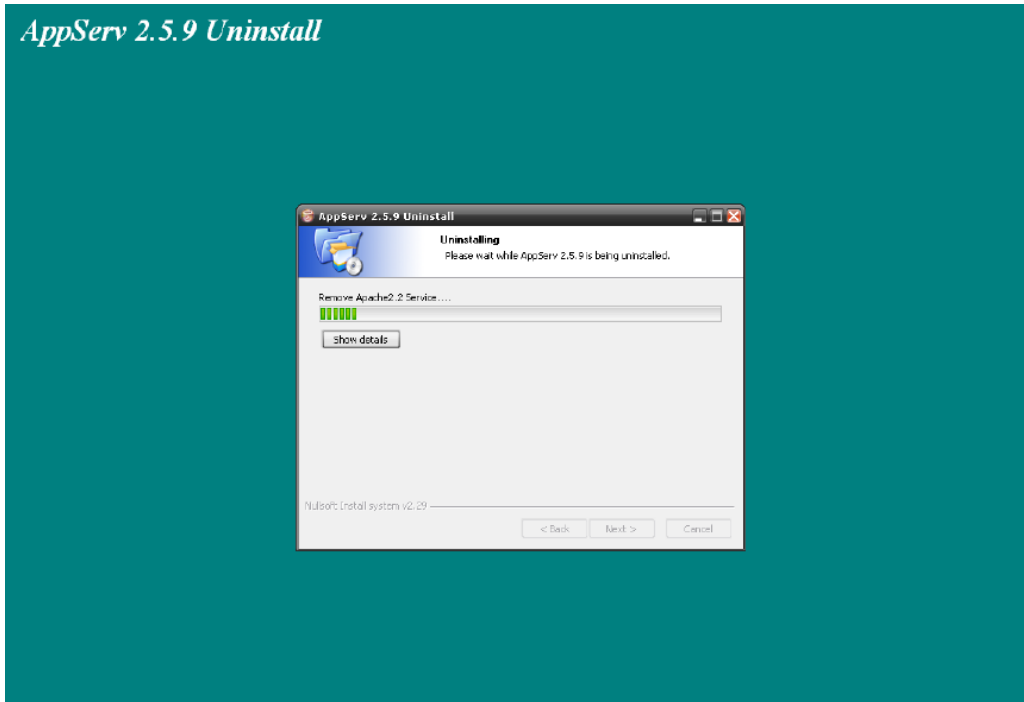 AppServ 2.5.9 Uninstall
AppServ 2.5.9 Uninstall
Uninstalling
Please wait while AppServ 2.5.9 is being uninstalled.
Remove Apache2.2 Service....
Show details
Nullsoft Install system v2.29
< Back Next > Cancel